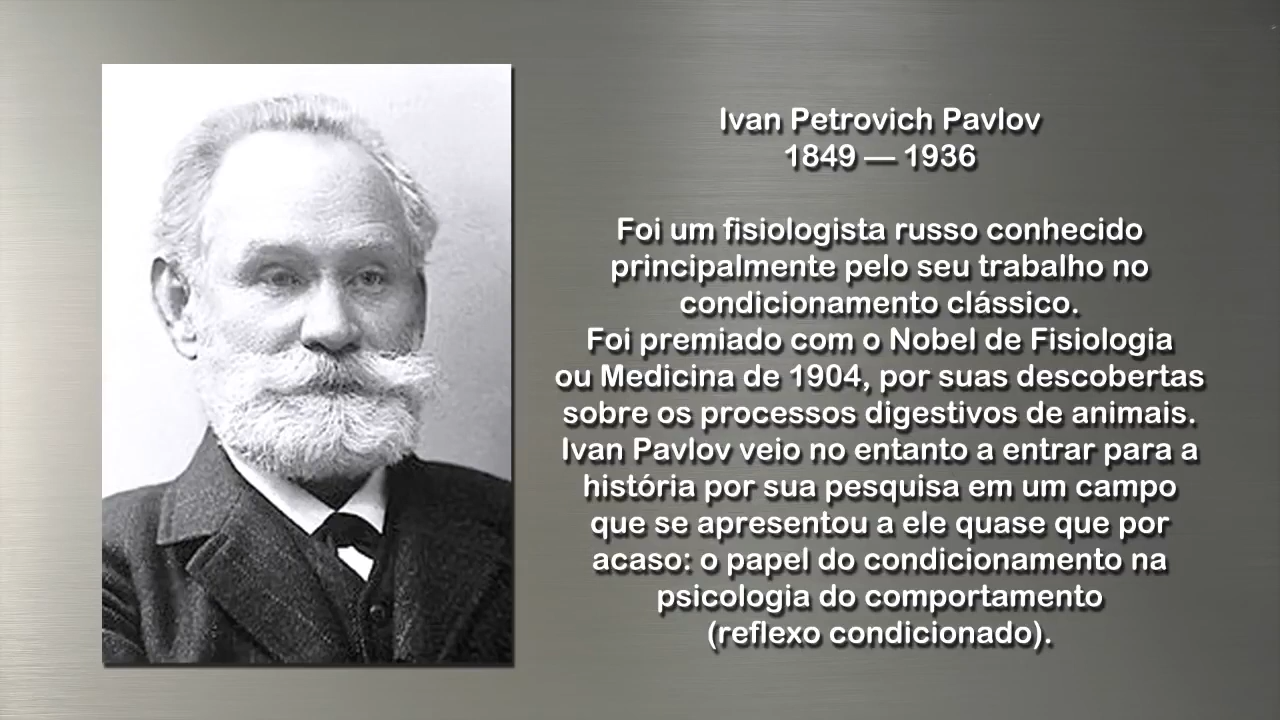 Ivan Petrovich Pavlov
1849 — 1936
Foi um fisiologista russo conhecido
principalmente pelo seu trabalho no
condicionamento clássico.
Foi premiado com o Nobel de Fisiologia
ou Medicina de 1904, por suas descobertas
sobre os processos digestivos de animais.
Ivan Pavlov veio no entanto a entrar para a
história por sua pesquisa em um campo
que se apresentou a ele quase que por
acaso: o papel do condicionamento na
psicologia do comportamento
(reflexo condicionado).